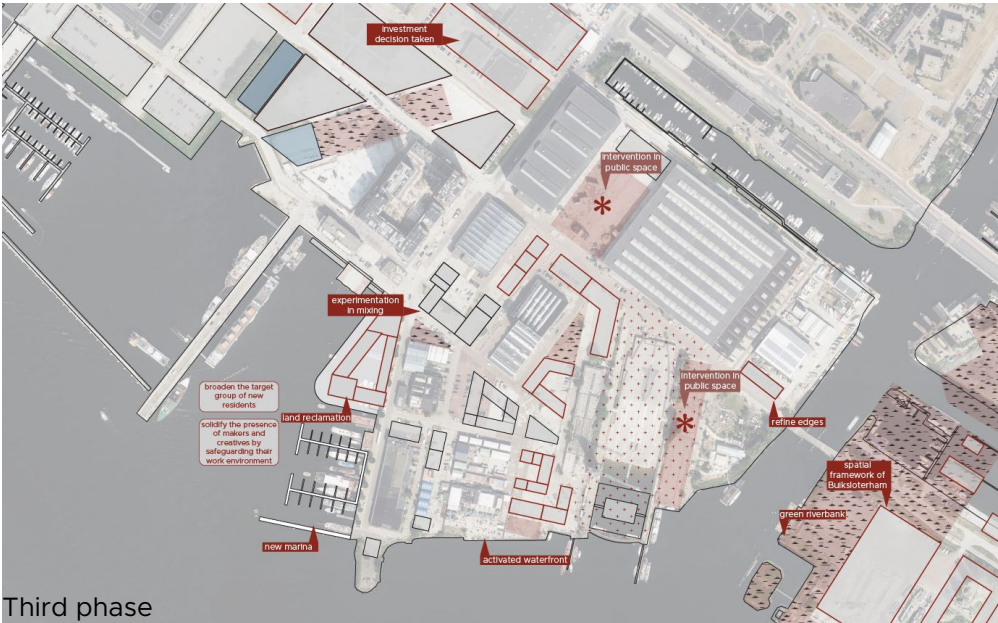 investment
decision taken
intervention in
public space
experimentation
in mixing
intervention in
public space
broaden the target
group of new
residents
land reclamation
refine edges
solidify the presence
of makers and
creatives by
safeguarding their
work environment
spatial
framework of
Buiksloterham
green riverbank
new marina
activated waterfront
Third phase